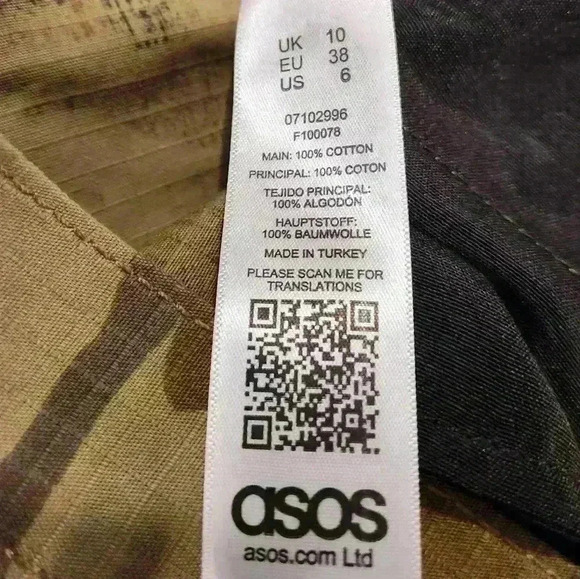 UK 10
EU 38
US 6
07102996
F100078
MAIN: 100% COTTON
PRINCIPAL: 100% COTON
TEJIDO PRINCIPAL:
100% ALGODÓN
HAUPTSTOFF:
100% BAUMWOLLE
MADE IN TURKEY
PLEASE SCAN ME FOR
TRANSLATIONS
asos
asos.com Ltd